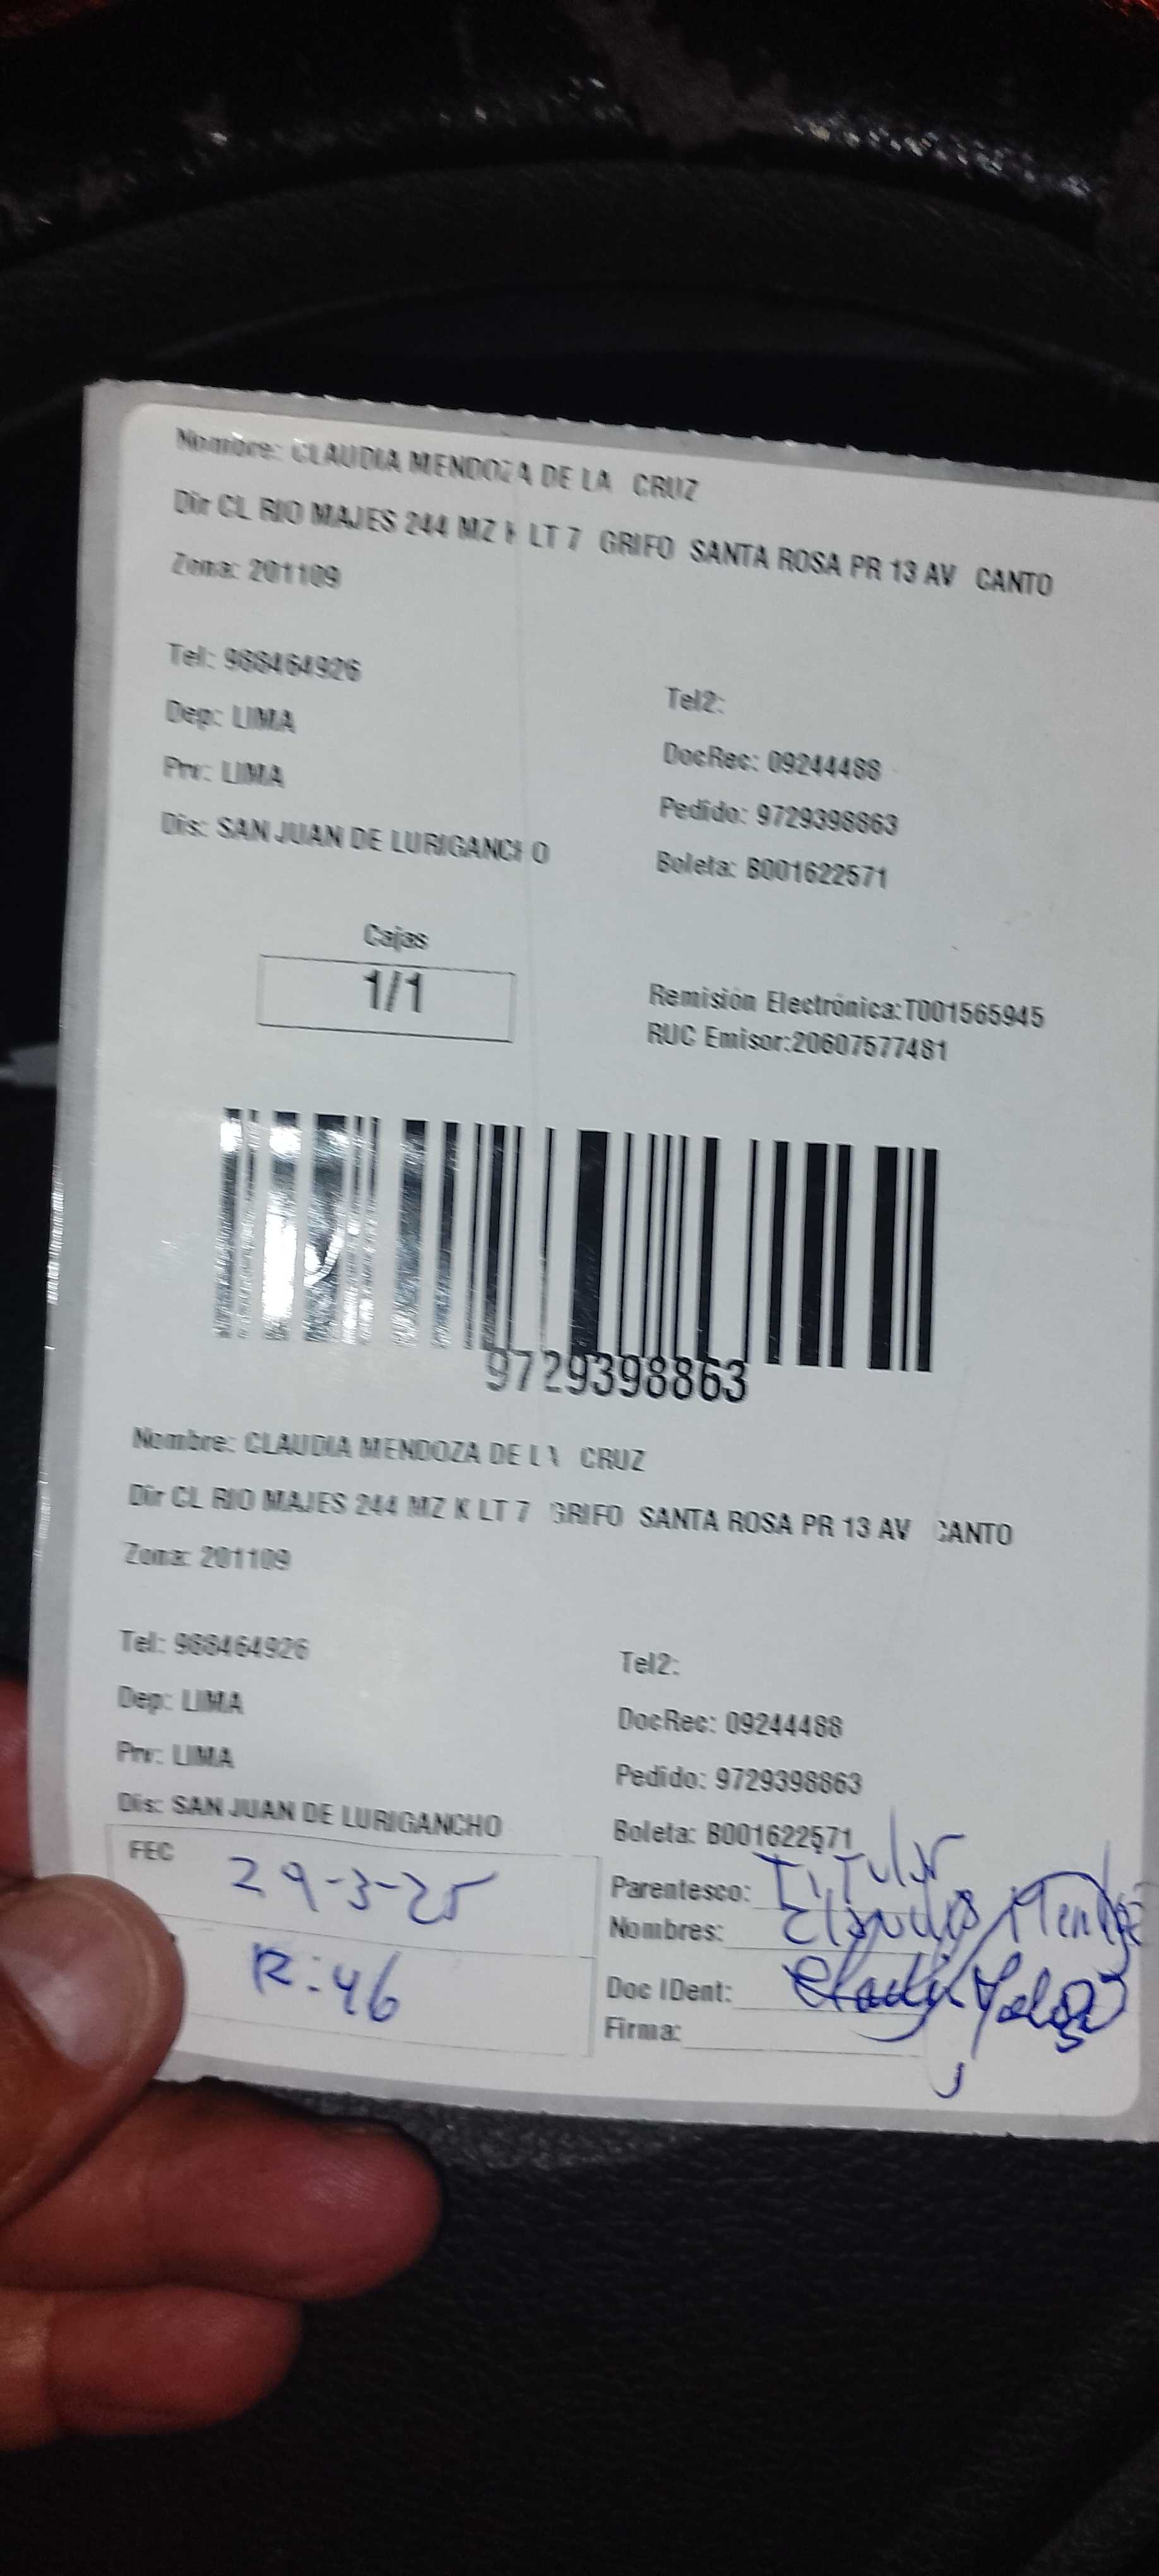 Nombre: CLAUDIA MENDOZA DE LA CRUZ
Dir CL RIO MAJES 244 MZ K LT 7 GRIFO SANTA ROSA PR 13 AV CANTO
Zona: 201109
Tel: 988464926
Tel2:
Dep: LIMA
DocRec: 09244488
Prv: LIMA
Pedido: 9729398863
Dis: SAN JUAN DE LURIGANCHO
Boleta: B001622571
Cajas
1/1
Remisión Electrónica:T001565945
RUC Emisor:20607577481
9729398863
Nombre: CLAUDIA MENDOZA DE LA CRUZ
Dir CL RIO MAJES 244 MZ K LT 7 GRIFO SANTA ROSA PR 13 AV CANTO
Zona: 201109
Tel: 988464926
Tel2:
Dep: LIMA
DocRec: 09244488
Prv: LIMA
Pedido: 9729398863
Dis: SAN JUAN DE LURIGANCHO
Boleta: B001622571
FEC 29-3-25
R:46
Parentesco: Titular
Nombres: Claudia
Doc IDent:
Firma: